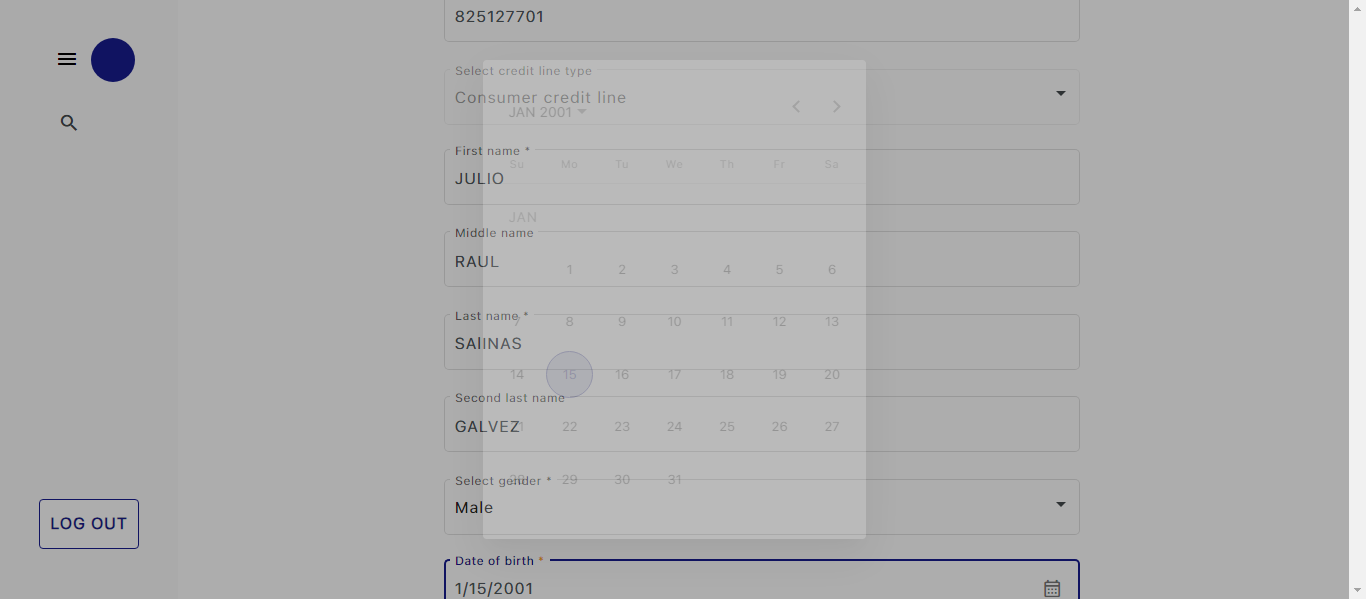 825127701
Select credit line type
Consumer credit line
JAN 2001
First name *
Su Mo Tu We Th Fr Sa
JULIO
JAN
Middle name
RAUL
1 2 3 4 5 6
Last name *
7 8 9 10 11 12 13
SAlINAS
14 15 16 17 18 19 20
Second last name
GALVEZ
21 22 23 24 25 26 27
Select gender *
28 29 30 31
Male
LOG OUT
Date of birth *
1/15/2001